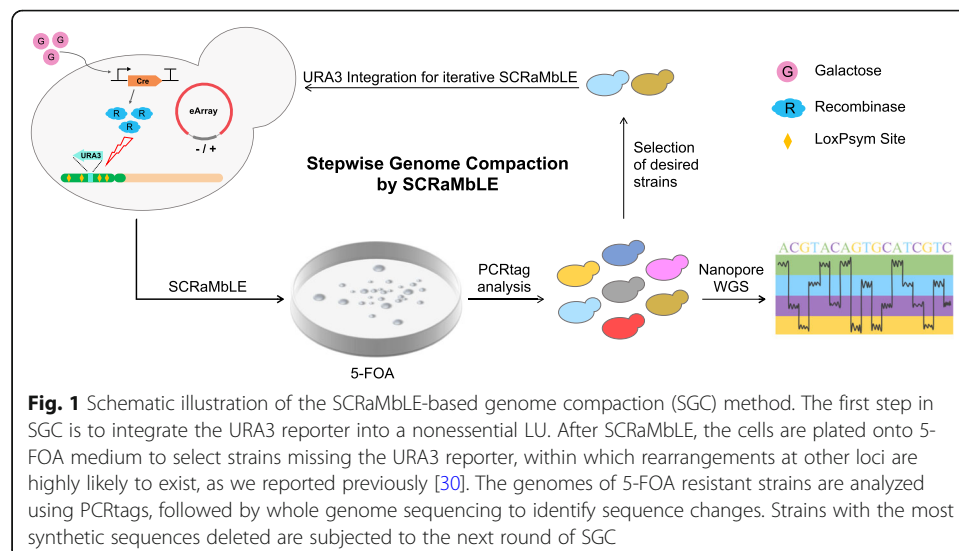 G
G
G
Cre
R
R
R
eArray
- / +
URA3
URA3 Integration for iterative SCRaMbLE
G Galactose
R Recombinase
LoxPsym Site
Stepwise Genome Compaction
by SCRaMbLE
Selection
of desired
strains
SCRaMbLE
PCRtag
analysis
Nanopore
WGS
ACGTACAGTGCATCGTC
5-FOA
Fig. 1 Schematic illustration of the SCRaMbLE-based genome compaction (SGC) method. The first step in
SGC is to integrate the URA3 reporter into a nonessential LU. After SCRaMbLE, the cells are plated onto 5-
FOA medium to select strains missing the URA3 reporter, within which rearrangements at other loci are
highly likely to exist, as we reported previously [30]. The genomes of 5-FOA resistant strains are analyzed
using PCRtags, followed by whole genome sequencing to identify sequence changes. Strains with the most
synthetic sequences deleted are subjected to the next round of SGC